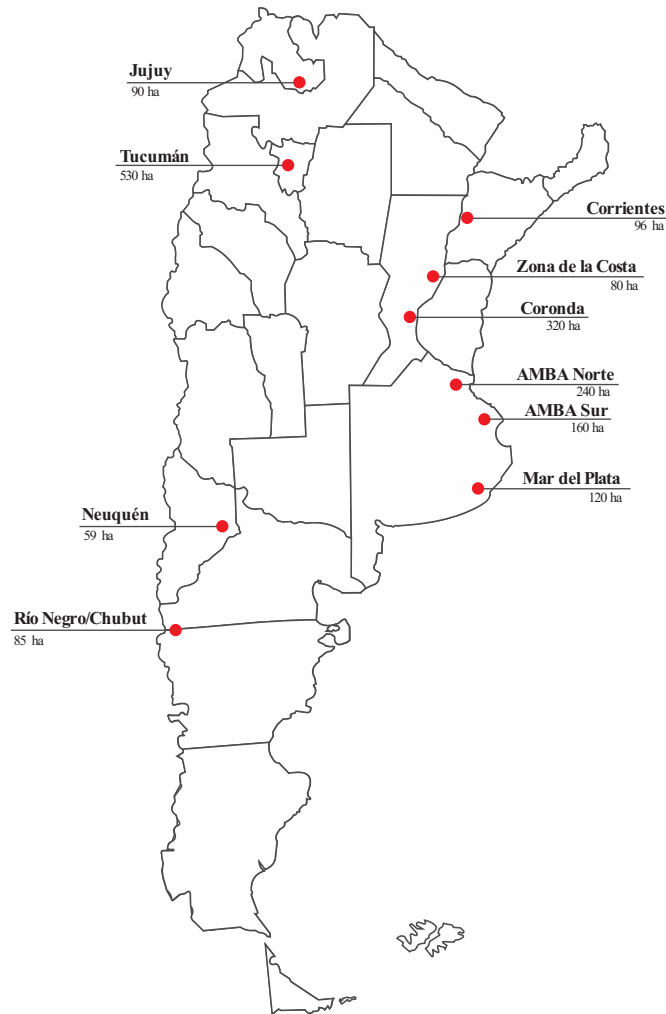 Jujuy
90 ha
Tucumán
530 ha
Corrientes
96 ha
Zona de la Costa
80 ha
Coronda
320 ha
AMBA Norte
240 ha
AMBA Sur
160 ha
Mar del Plata
120 ha
Neuquén
59 ha
Río Negro/Chubut
85 ha